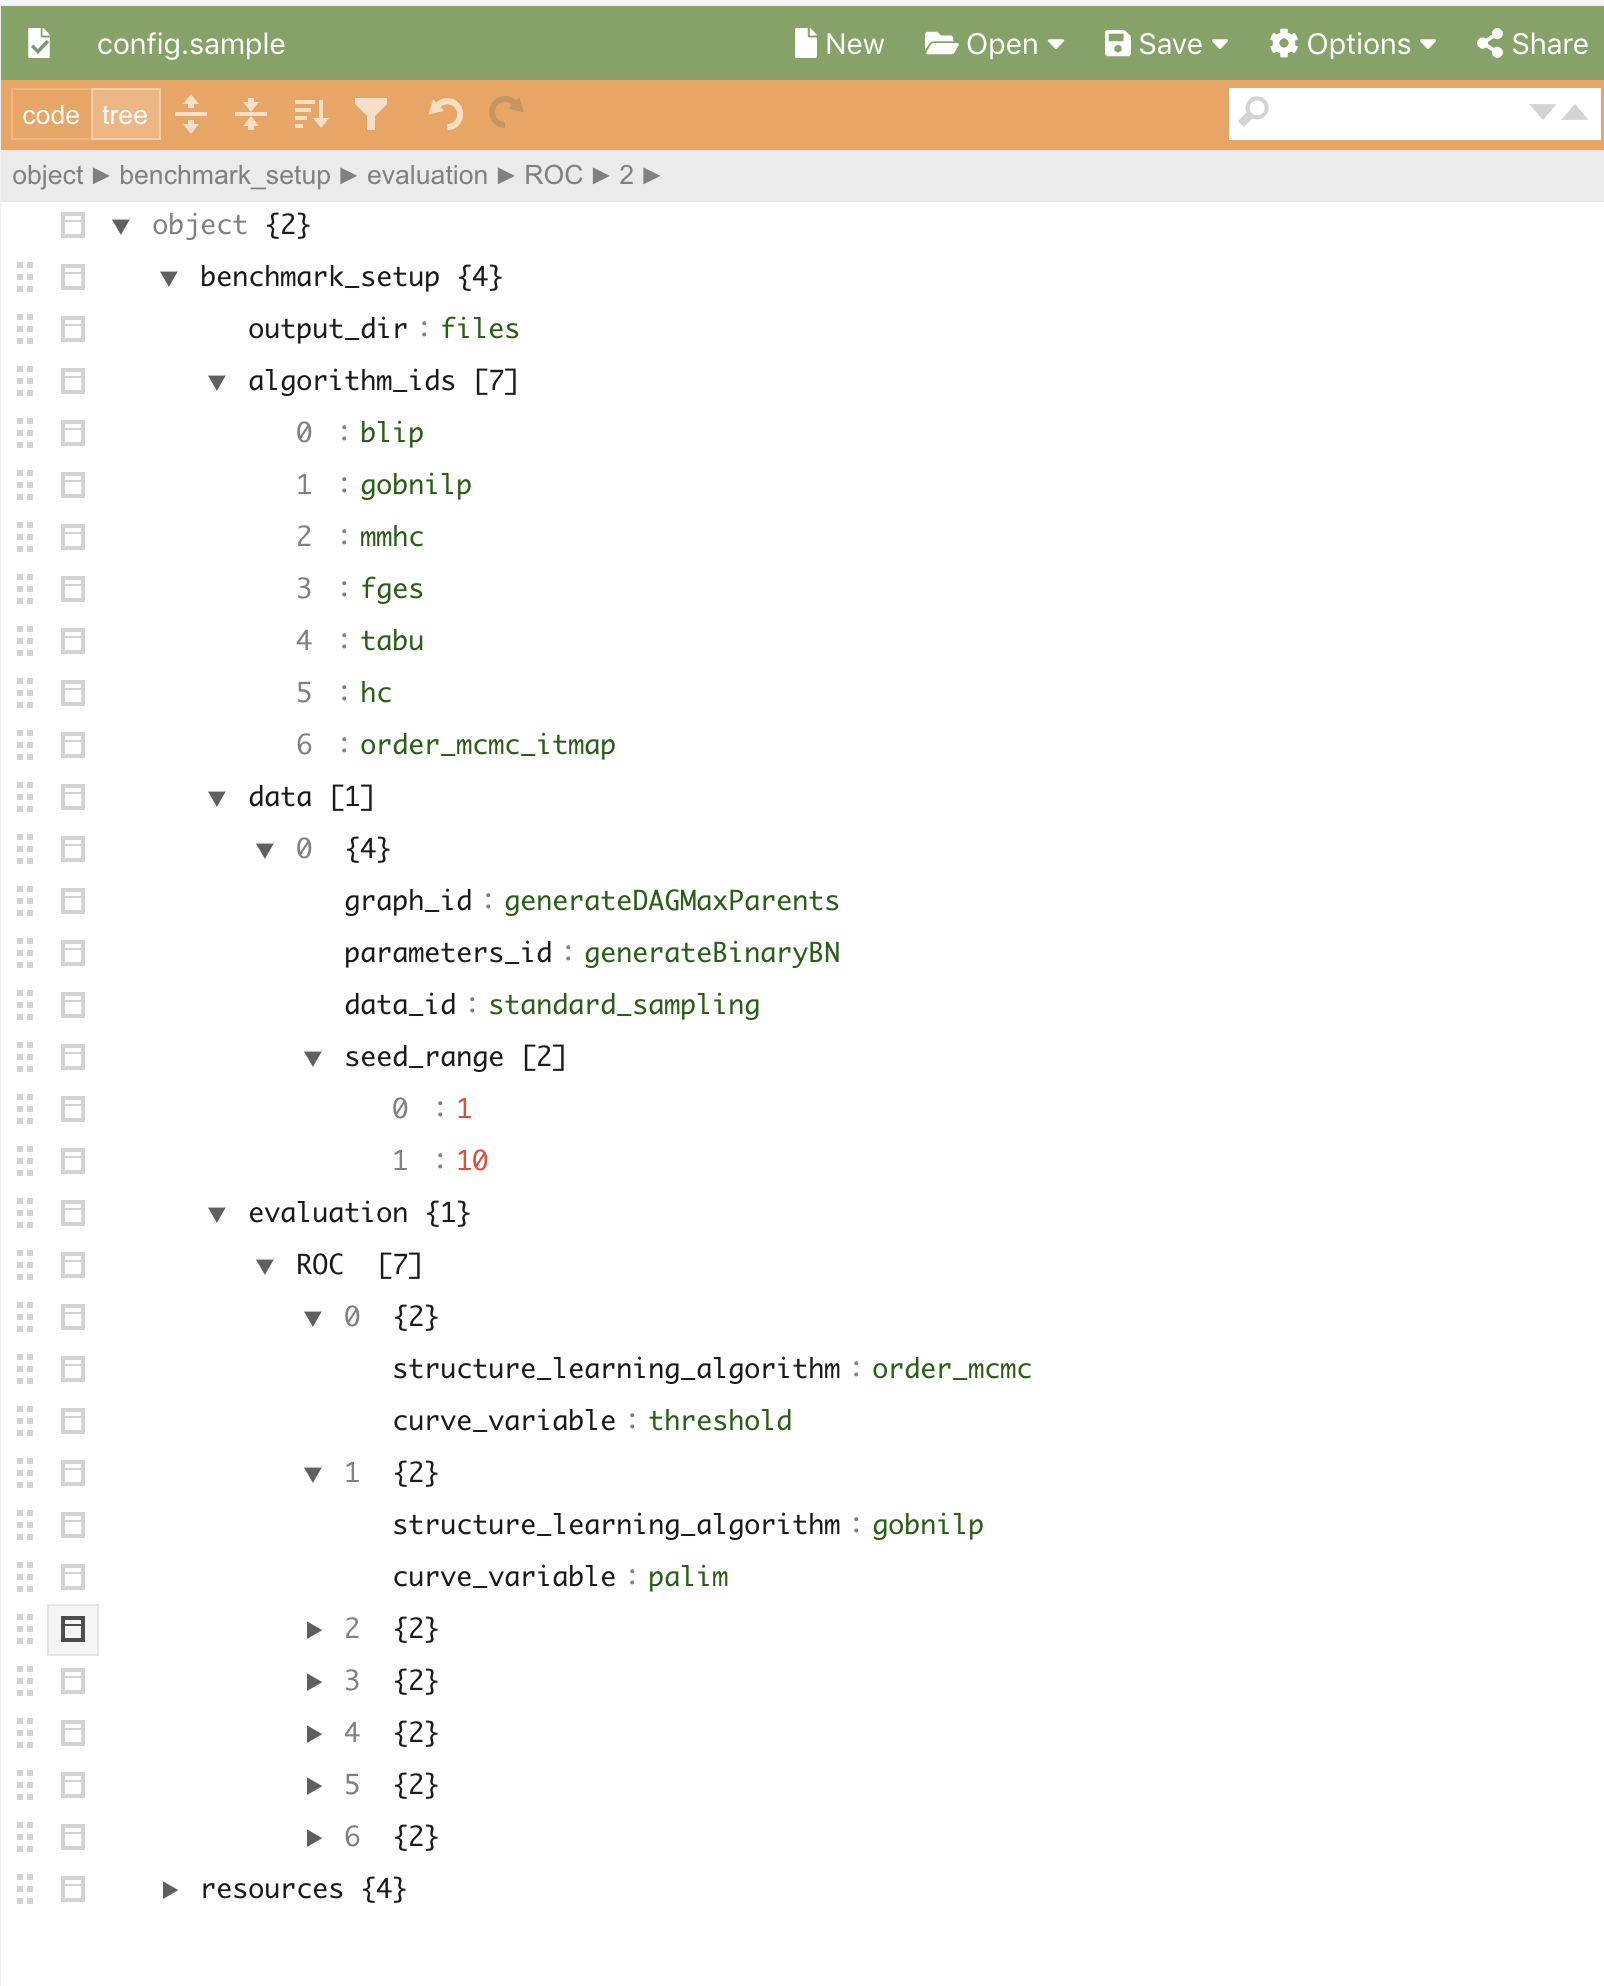 config.sample New Open Save Options Share
code tree
object ► benchmark_setup ► evaluation ► ROC ► 2 ►
object {2}
benchmark_setup {4}
output_dir : files
algorithm_ids [7]
0 : blip
1 : gobnilp
2 : mmhc
3 : fges
4 : tabu
5 : hc
6 : order_mcmc_itmap
data [1]
0 {4}
graph_id : generateDAGMaxParents
parameters_id : generateBinaryBN
data_id : standard_sampling
seed_range [2]
0 : 1
1 : 10
evaluation {1}
ROC [7]
0 {2}
structure_learning_algorithm : order_mcmc
curve_variable : threshold
1 {2}
structure_learning_algorithm : gobnilp
curve_variable : palim
2 {2}
3 {2}
4 {2}
5 {2}
6 {2}
resources {4}